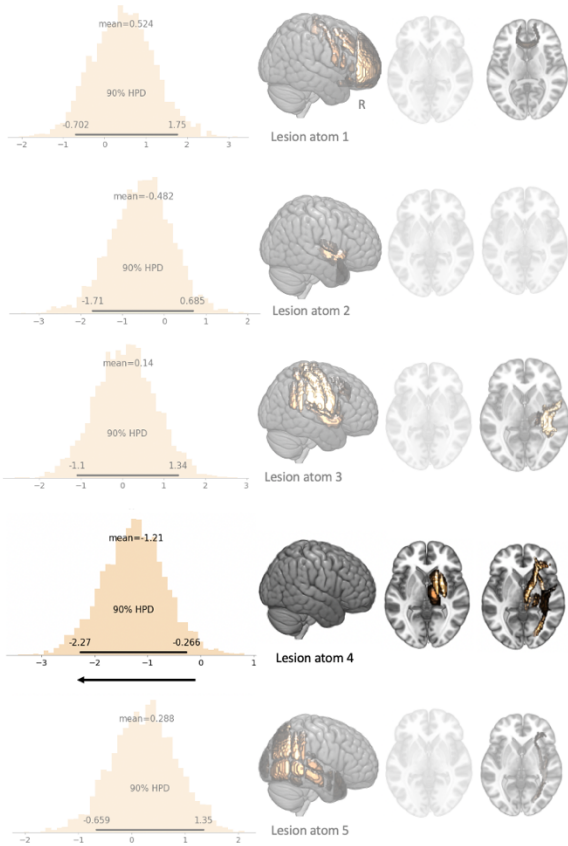 mean=0.524
90% HPD
-0.702 1.75
−2 −1 0 1 2 3
R
Lesion atom 1
mean=-0.482
90% HPD
-1.71 0.685
−3 −2 −1 0 1 2
Lesion atom 2
mean=0.14
90% HPD
-1.1 1.34
−2 −1 0 1 2 3
Lesion atom 3
mean=-1.21
90% HPD
-2.27 -0.266
−3 −2 −1 0 1
Lesion atom 4
mean=0.288
90% HPD
-0.659 1.35
−2 −1 0 1 2
Lesion atom 5